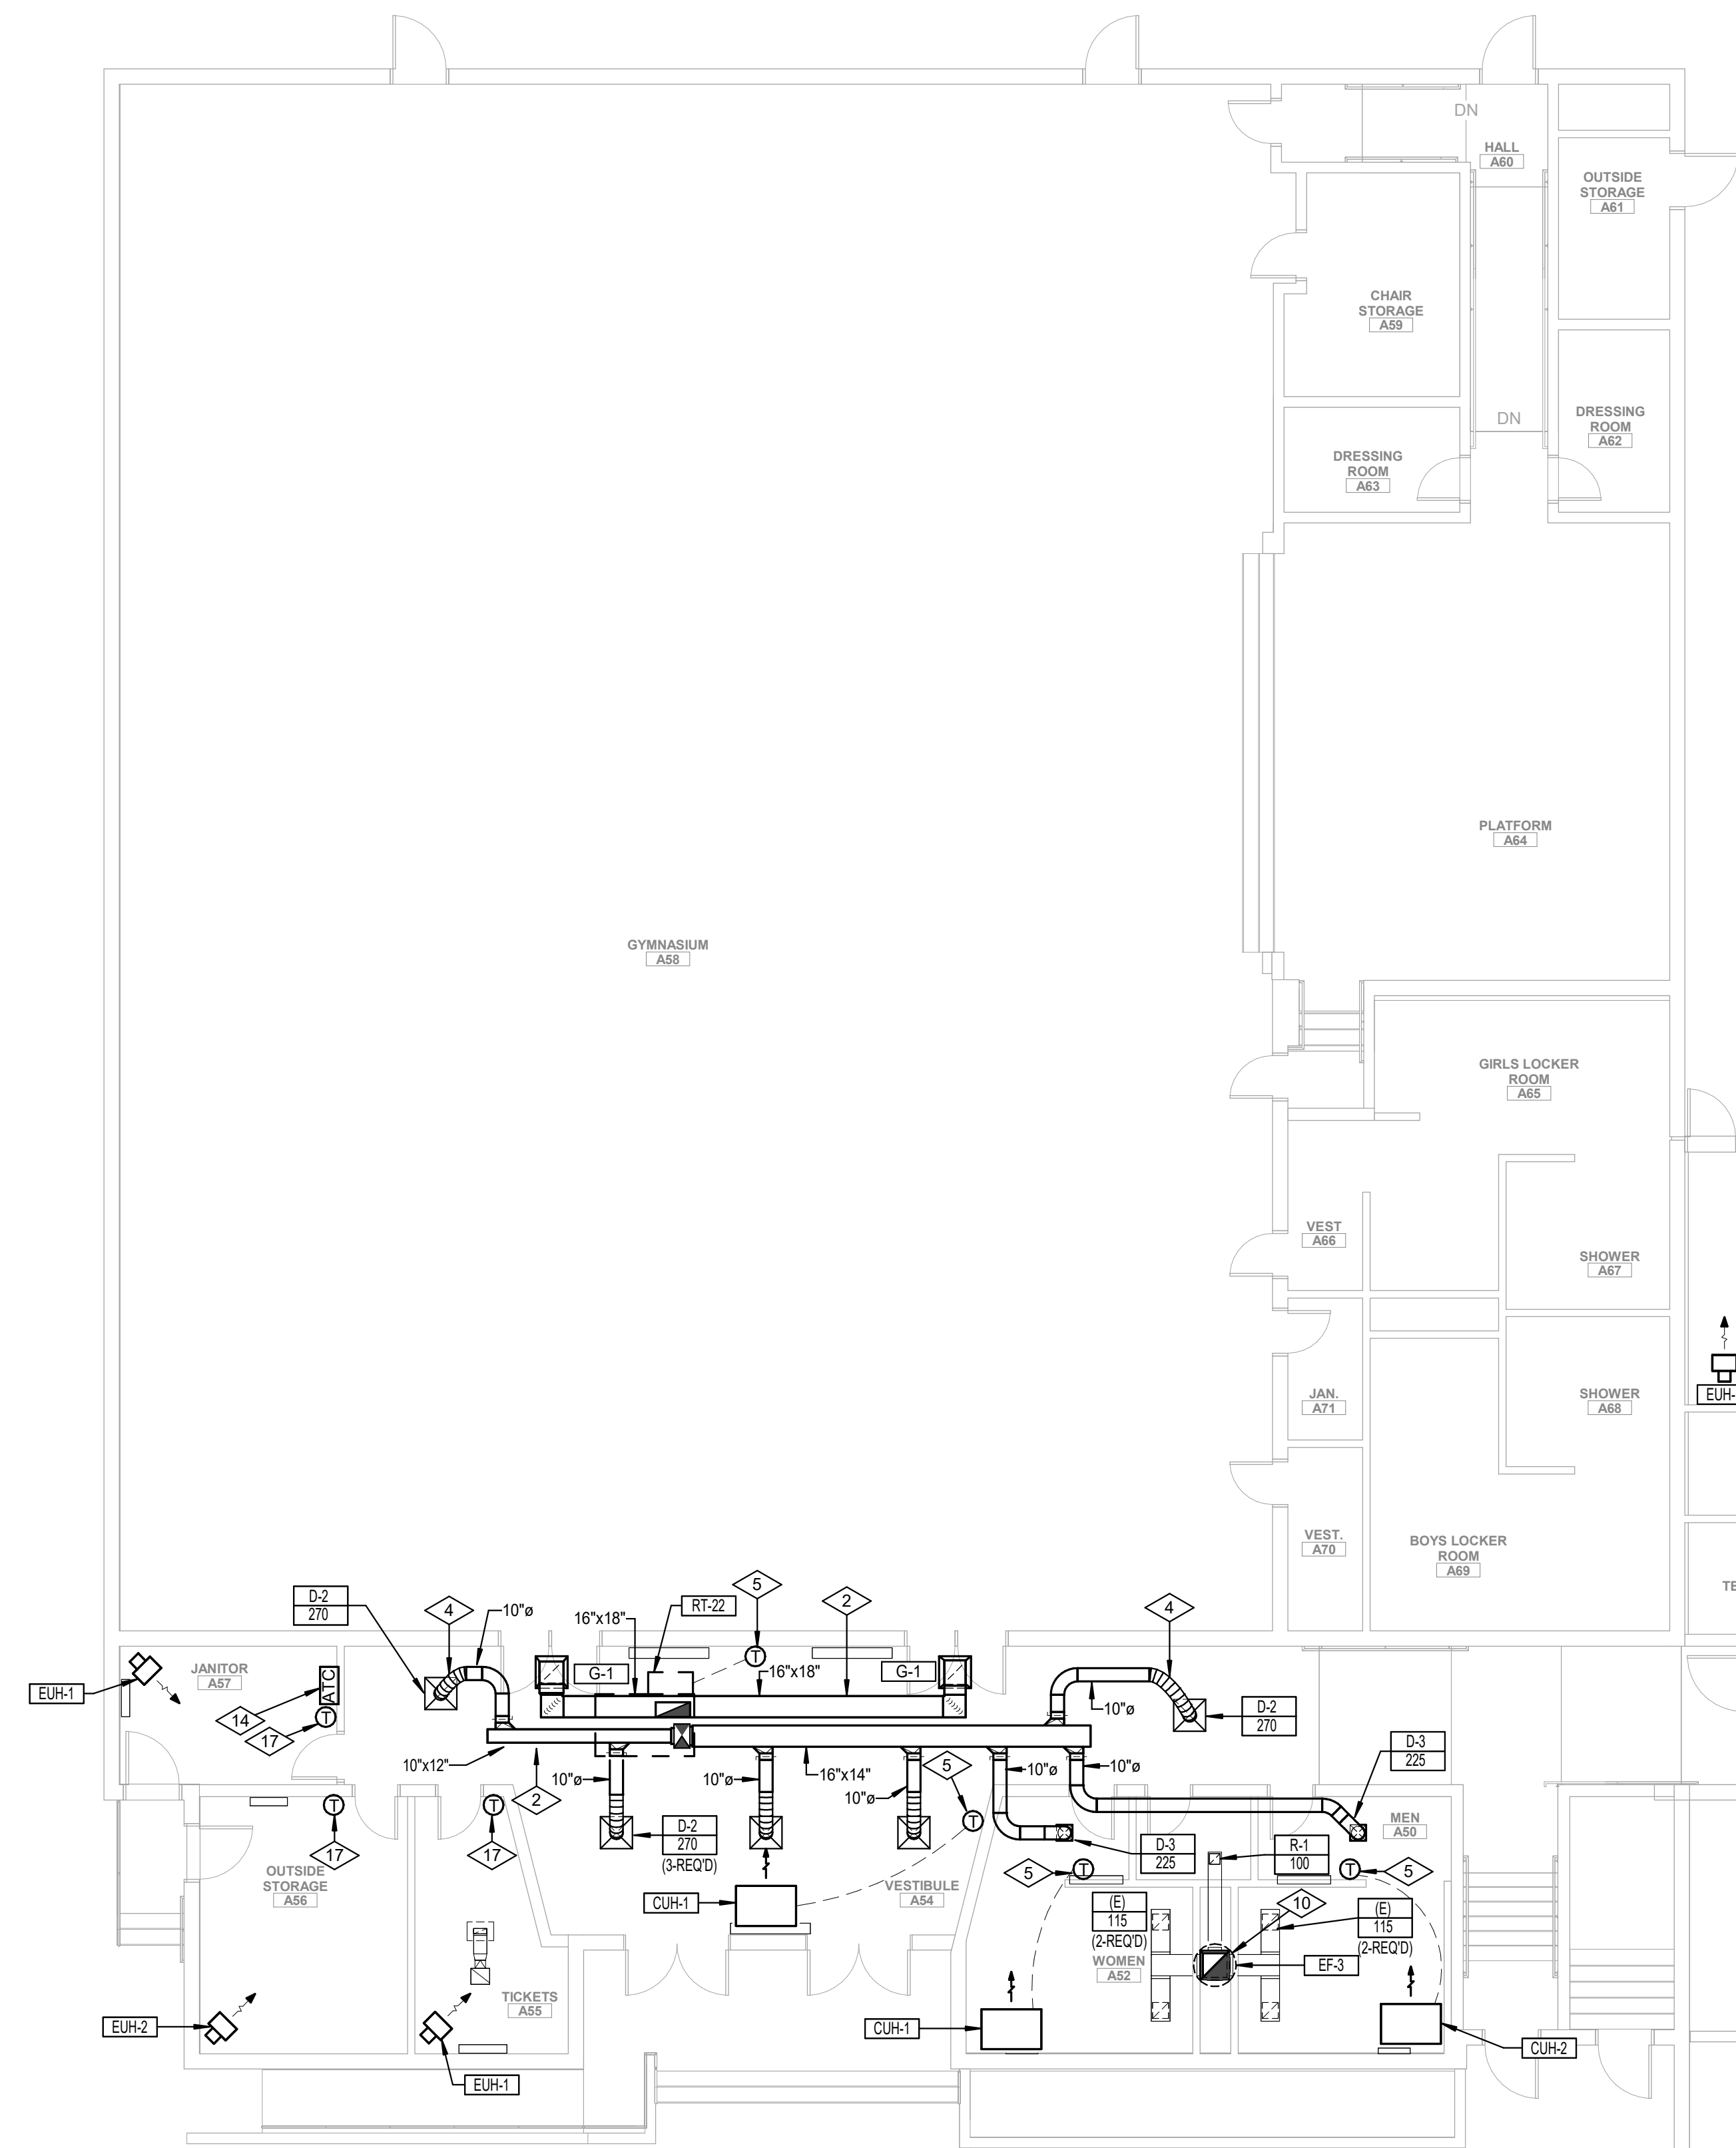 DN
HALL
A60
OUTSIDE
STORAGE
A61
CHAIR
STORAGE
A59
DN
DRESSING
ROOM
A62
DRESSING
ROOM
A63
PLATFORM
A64
GYMNASIUM
A58
GIRLS LOCKER
ROOM
A65
VEST
A66
SHOWER
A67
EUH-
JAN.
A71
SHOWER
A68
VEST.
A70
BOYS LOCKER
ROOM
A69
TE
D-2
270
4
10"ø
16"x18"
RT-22
5
2
4
JANITOR
A57
EUH-1
ATC
14
17
T
G-1
T
16"x18"
G-1
10"ø
D-2
270
10"x12"
2
10"ø
10"ø
16"x14"
10"ø
5
10"ø
10"ø
D-3
225
T
17
T
17
D-2
270
(3-REQ'D)
T
MEN
A50
D-3
225
R-1
100
OUTSIDE
STORAGE
A56
CUH-1
VESTIBULE
A54
5
T
T
5
(E)
115
(2-REQ'D)
10
(E)
115
(2-REQ'D)
WOMEN
A52
EF-3
TICKETS
A55
EUH-2
EUH-1
CUH-1
CUH-2